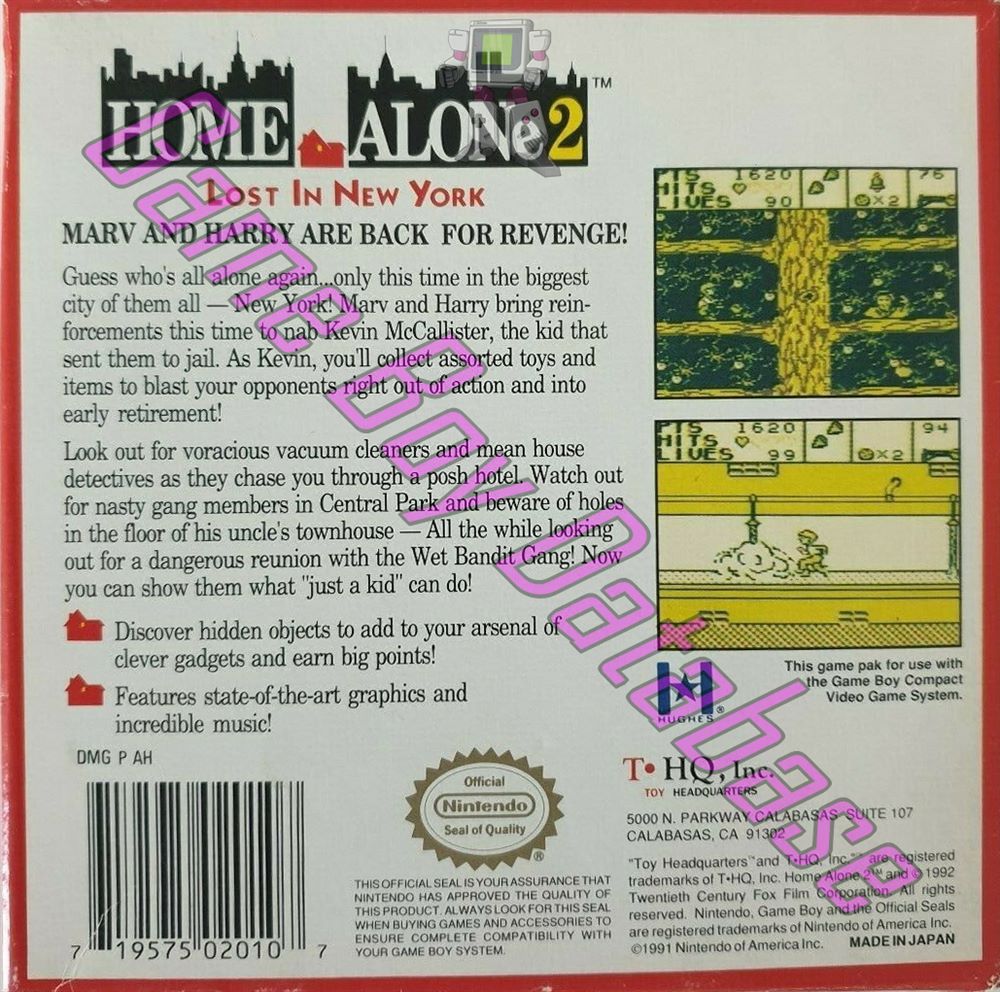 HOME ALONe 2 ™
LOST IN NEW YORK
MARV AND HARRY ARE BACK FOR REVENGE!
Guess who's all alone again...only this time in the biggest
city of them all — New York! Marv and Harry bring rein-
forcements this time to nab Kevin McCallister, the kid that
sent them to jail. As Kevin, you'll collect assorted toys and
items to blast your opponents right out of action and into
early retirement!
Look out for voracious vacuum cleaners and mean house
detectives as they chase you through a posh hotel. Watch out
for nasty gang members in Central Park and beware of holes
in the floor of his uncle's townhouse — All the while looking
out for a dangerous reunion with the Wet Bandit Gang! Now
you can show them what "just a kid" can do!
Discover hidden objects to add to your arsenal of
clever gadgets and earn big points!
Features state-of-the-art graphics and
incredible music!
DMG P AH
7 19575 02010 7
PTS 1620 76
HITS
LIVES 90 ×2
PTS 1620 94
HITS
LIVES 99 ×2
HUGHES®
This game pak for use with
the Game Boy Compact
Video Game System.
Official
Nintendo
Seal of Quality
®
THIS OFFICIAL SEAL IS YOUR ASSURANCE THAT
NINTENDO HAS APPROVED THE QUALITY OF
THIS PRODUCT. ALWAYS LOOK FOR THIS SEAL
WHEN BUYING GAMES AND ACCESSORIES TO
ENSURE COMPLETE COMPATIBILITY WITH
YOUR GAME BOY SYSTEM.
T•HQ, Inc.
TOY HEADQUARTERS
5000 N. PARKWAY CALABASAS SUITE 107
CALABASAS, CA 91302
"Toy Headquarters" and T•HQ, Inc. are registered
trademarks of T•HQ, Inc. Home Alone 2™ and © 1992
Twentieth Century Fox Film Corporation. All rights
reserved. Nintendo, Game Boy and the Official Seals
are registered trademarks of Nintendo of America Inc.
©1991 Nintendo of America Inc. MADE IN JAPAN
Game Boy Database